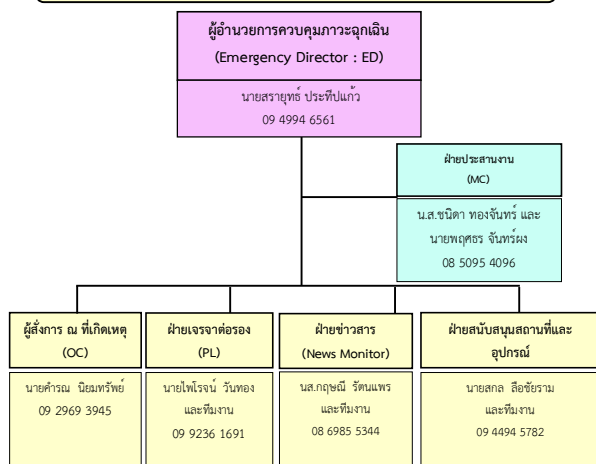 ผู้อำนวยการควบคุมภาวะฉุกเฉิน
(Emergency Director : ED)
นายสรายุทธ์ ประทีปแก้ว
09 4994 6561
ฝ่ายประสานงาน
(MC)
น.ส.ชนิดา ทองจันทร์ และ
นายพฤศธร จันทร์ผง
08 5095 4096
ผู้สั่งการ ณ ที่เกิดเหตุ
(OC)
นายคำรณ นิยมทรัพย์
09 2969 3945
ฝ่ายเจรจาต่อรอง
(PL)
นายไพโรจน์ วันทอง
และทีมงาน
09 9236 1691
ฝ่ายข่าวสาร
(News Monitor)
นส.กฤษณี รัตนแพร
และทีมงาน
08 6985 5344
ฝ่ายสนับสนุนสถานที่และ
อุปกรณ์
นายสกล ลือชัยราม
และทีมงาน
09 4494 5782